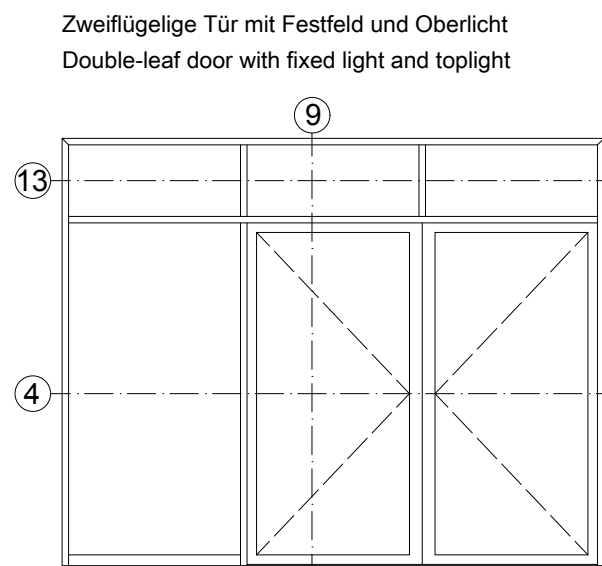 Zweiflügelige Tür mit Festfeld und Oberlicht
Double-leaf door with fixed light and toplight
9
13
4